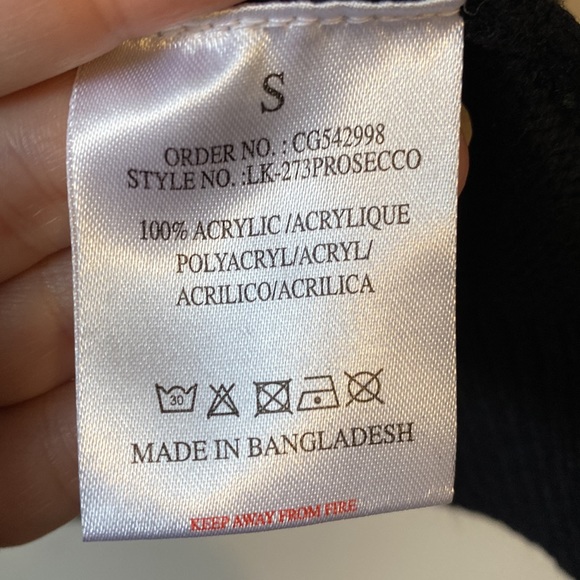 S
ORDER NO. : CG542998
STYLE NO. :LK-273PROSECCO
100% ACRYLIC /ACRYLIQUE
POLYACRYL/ACRYL/
ACRILICO/ACRILICA
30
MADE IN BANGLADESH
KEEP AWAY FROM FIRE